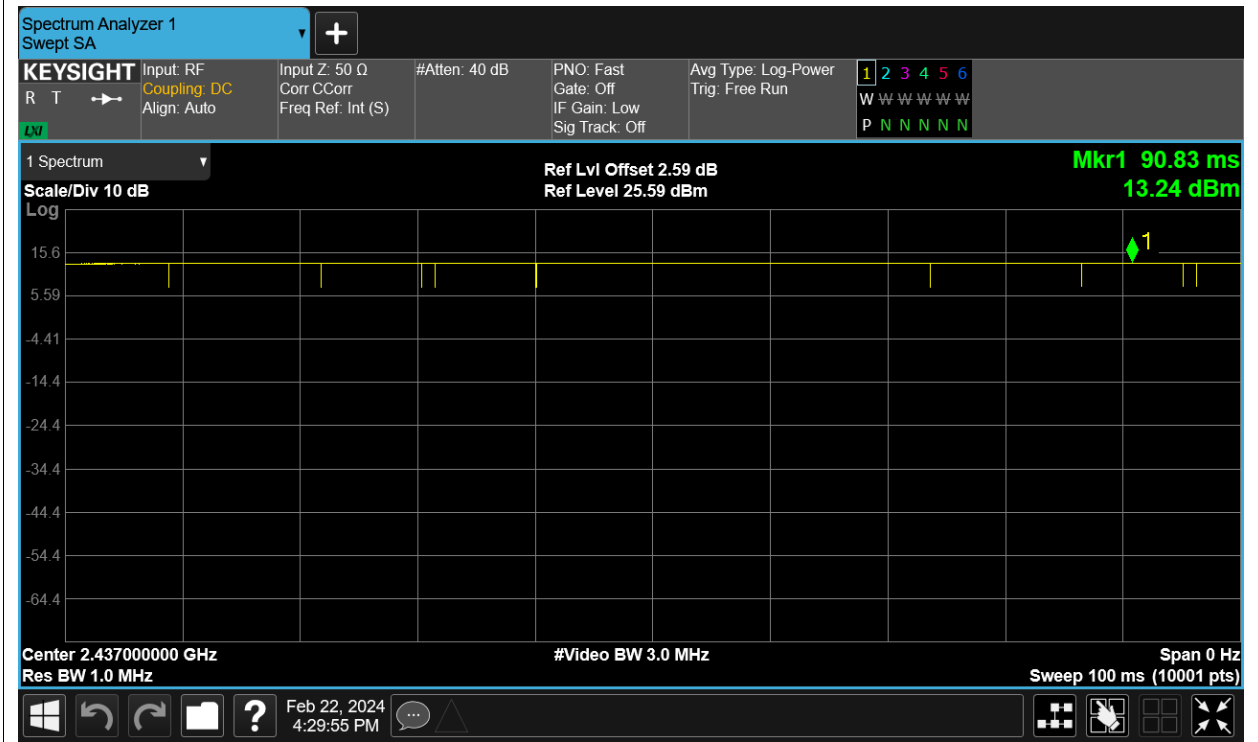 Spectrum Analyzer 1
Swept SA
KEYSIGHT
R T
LXI
Input: RF
Coupling: DC
Align: Auto
Input Z: 50 Ω
Corr CCorr
Freq Ref: Int (S)
#Atten: 40 dB
PNO: Fast
Gate: Off
IF Gain: Low
Sig Track: Off
Avg Type: Log-Power
Trig: Free Run
1 2 3 4 5 6
W W W W W W
P N N N N N
1 Spectrum
Scale/Div 10 dB
Log
Ref Lvl Offset 2.59 dB
Ref Level 25.59 dBm
Mkr1 90.83 ms
13.24 dBm
1
15.6
5.59
-4.41
-14.4
-24.4
-34.4
-44.4
-54.4
-64.4
Center 2.437000000 GHz
Res BW 1.0 MHz
#Video BW 3.0 MHz
Span 0 Hz
Sweep 100 ms (10001 pts)
?
Feb 22, 2024
4:29:55 PM